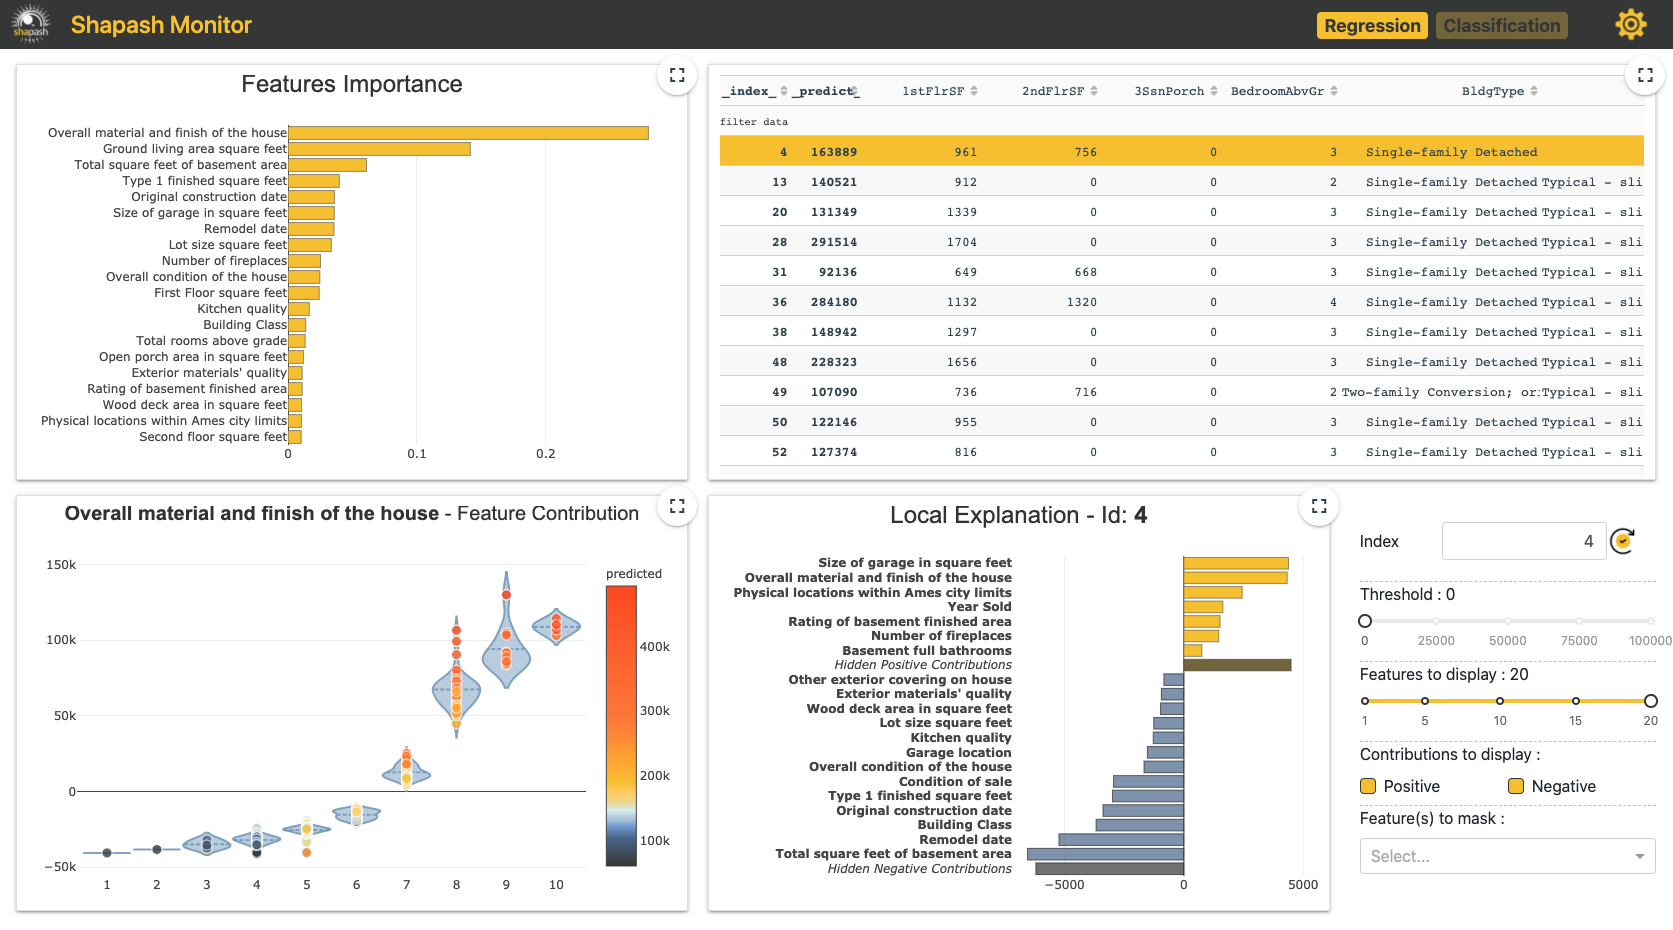 shapash
Shapash Monitor
Regression
Classification
Features Importance
Overall material and finish of the house
Ground living area square feet
Total square feet of basement area
Type 1 finished square feet
Original construction date
Size of garage in square feet
Remodel date
Lot size square feet
Number of fireplaces
Overall condition of the house
First Floor square feet
Kitchen quality
Building Class
Total rooms above grade
Open porch area in square feet
Exterior materials' quality
Rating of basement finished area
Wood deck area in square feet
Physical locations within Ames city limits
Second floor square feet
0 0.1 0.2
_index_ _predict_ 1stFlrSF 2ndFlrSF 3SsnPorch BedroomAbvGr BldgType
filter data
4 163889 961 756 0 3 Single-family Detached
13 140521 912 0 0 2 Single-family Detached Typical - sli
20 131349 1339 0 0 3 Single-family Detached Typical - sli
28 291514 1704 0 0 3 Single-family Detached Typical - sli
31 92136 649 668 0 3 Single-family Detached Typical - sli
36 284180 1132 1320 0 4 Single-family Detached Typical - sli
38 148942 1297 0 0 3 Single-family Detached Typical - sli
48 228323 1656 0 0 3 Single-family Detached Typical - sli
49 107090 736 716 0 2 Two-family Conversion; or: Typical - sli
50 122146 955 0 0 3 Single-family Detached Typical - sli
52 127374 816 0 0 3 Single-family Detached Typical - sli
Overall material and finish of the house - Feature Contribution
150k
100k
50k
0
−50k
1 2 3 4 5 6 7 8 9 10
predicted
400k
300k
200k
100k
Local Explanation - Id: 4
Size of garage in square feet
Overall material and finish of the house
Physical locations within Ames city limits
Year Sold
Rating of basement finished area
Number of fireplaces
Basement full bathrooms
Hidden Positive Contributions
Other exterior covering on house
Exterior materials' quality
Wood deck area in square feet
Lot size square feet
Kitchen quality
Garage location
Overall condition of the house
Condition of sale
Type 1 finished square feet
Original construction date
Building Class
Remodel date
Total square feet of basement area
Hidden Negative Contributions
−5000 0 5000
Index 4
Threshold : 0
0 25000 50000 75000 100000
Features to display : 20
1 5 10 15 20
Contributions to display :
Positive Negative
Feature(s) to mask :
Select...